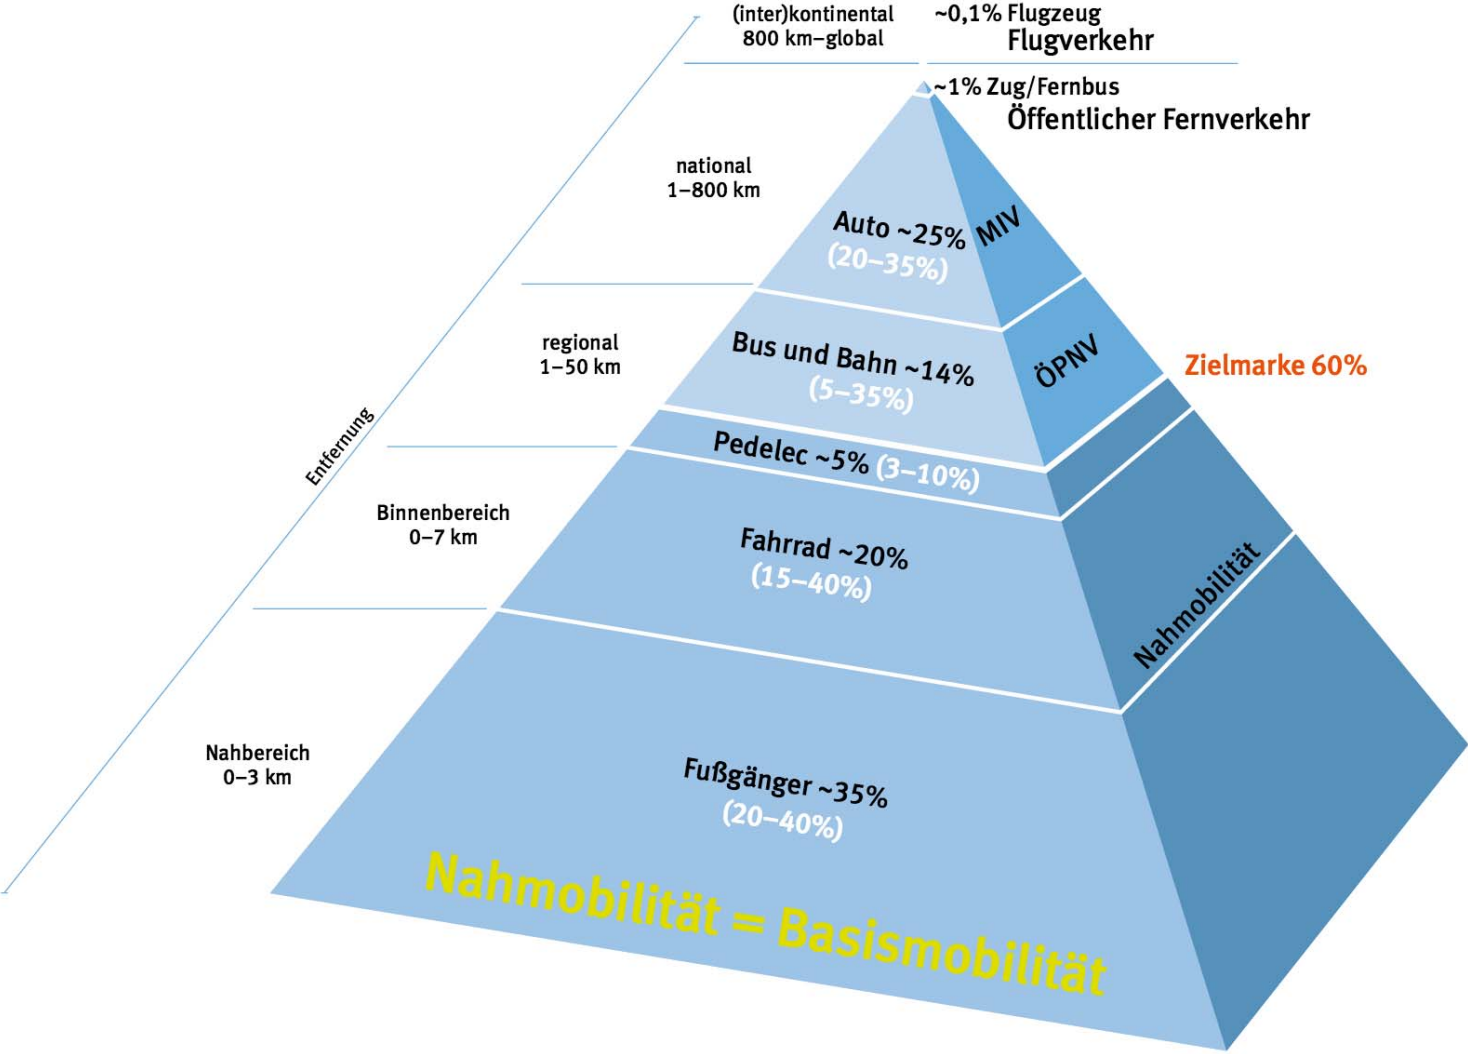 (inter)kontinental
800 km–global
~0,1% Flugzeug
Flugverkehr
~1% Zug/Fernbus
Öffentlicher Fernverkehr
national
1–800 km
Auto ~25%
(20–35%)
MIV
regional
1–50 km
Bus und Bahn ~14%
(5–35%)
ÖPNV
Zielmarke 60%
Entfernung
Pedelec ~5% (3–10%)
Binnenbereich
0–7 km
Fahrrad ~20%
(15–40%)
Nahmobilität
Nahbereich
0–3 km
Fußgänger ~35%
(20–40%)
Nahmobilität = Basismobilität